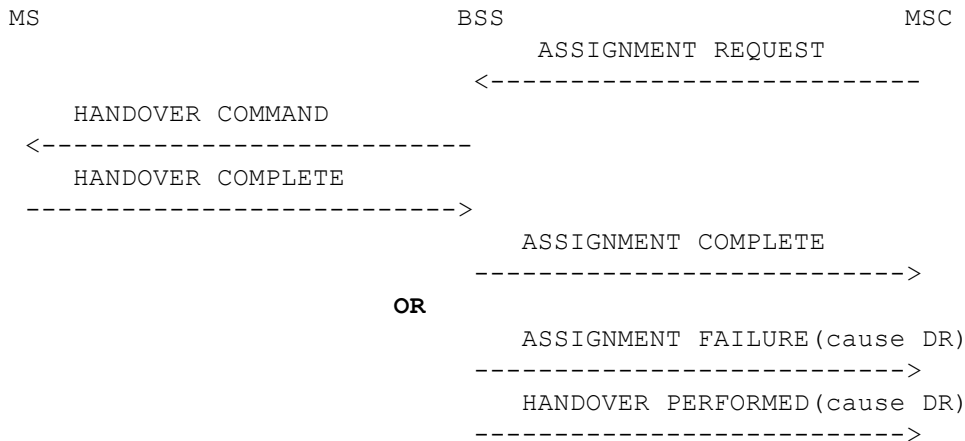 MS BSS MSC
ASSIGNMENT REQUEST
<---------------------------
HANDOVER COMMAND
<---------------------------
HANDOVER COMPLETE
--------------------------->
ASSIGNMENT COMPLETE
--------------------------->
OR
ASSIGNMENT FAILURE(cause DR)
--------------------------->
HANDOVER PERFORMED(cause DR)
--------------------------->